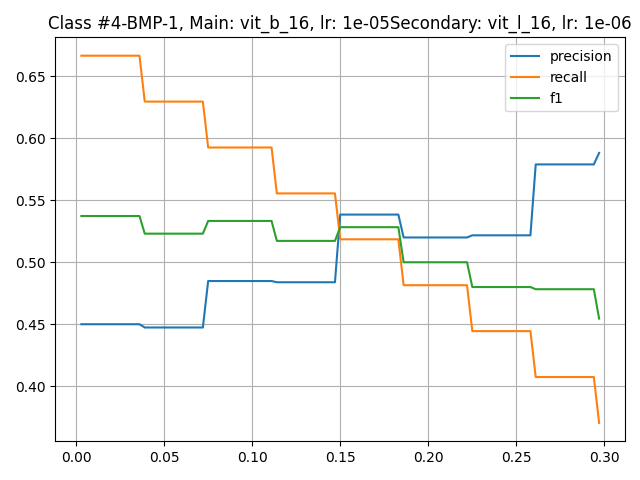 Class #4-BMP-1, Main: vit_b_16, lr: 1e-05Secondary: vit_l_16, lr: 1e-06
precision
recall
f1
0.65
0.60
0.55
0.50
0.45
0.40
0.00 0.05 0.10 0.15 0.20 0.25 0.30